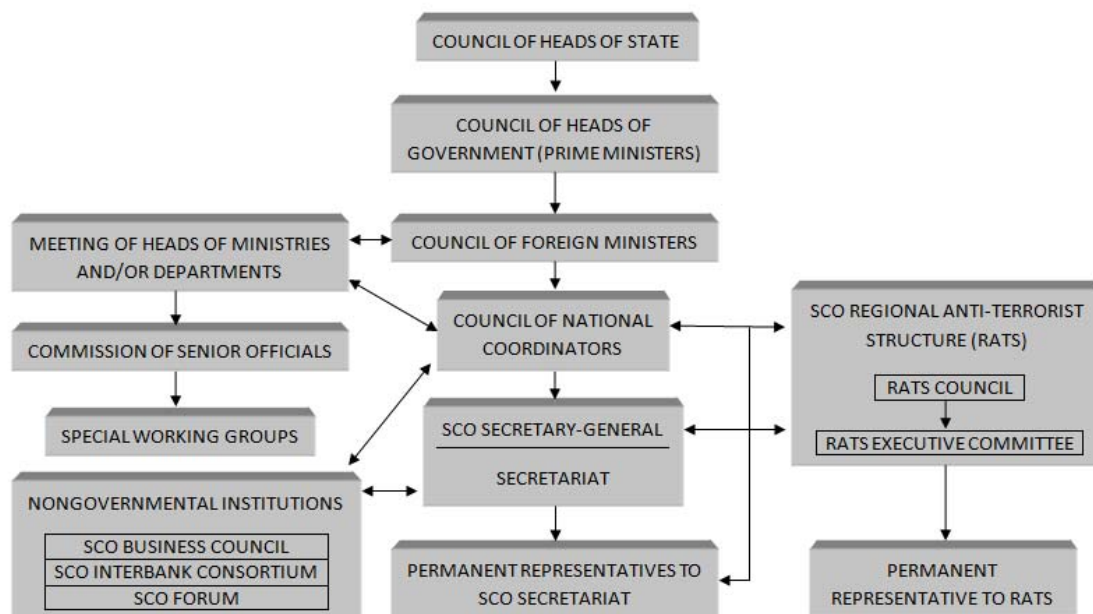 COUNCIL OF HEADS OF STATE
COUNCIL OF HEADS OF
GOVERNMENT (PRIME MINISTERS)
MEETING OF HEADS OF MINISTRIES
AND/OR DEPARTMENTS
COUNCIL OF FOREIGN MINISTERS
COMMISSION OF SENIOR OFFICIALS
SPECIAL WORKING GROUPS
COUNCIL OF NATIONAL
COORDINATORS
SCO REGIONAL ANTI-TERRORIST
STRUCTURE (RATS)
RATS COUNCIL
RATS EXECUTIVE COMMITTEE
SCO SECRETARY-GENERAL
SECRETARIAT
NONGOVERNMENTAL INSTITUTIONS
SCO BUSINESS COUNCIL
SCO INTERBANK CONSORTIUM
SCO FORUM
PERMANENT REPRESENTATIVES TO
SCO SECRETARIAT
PERMANENT
REPRESENTATIVE TO RATS